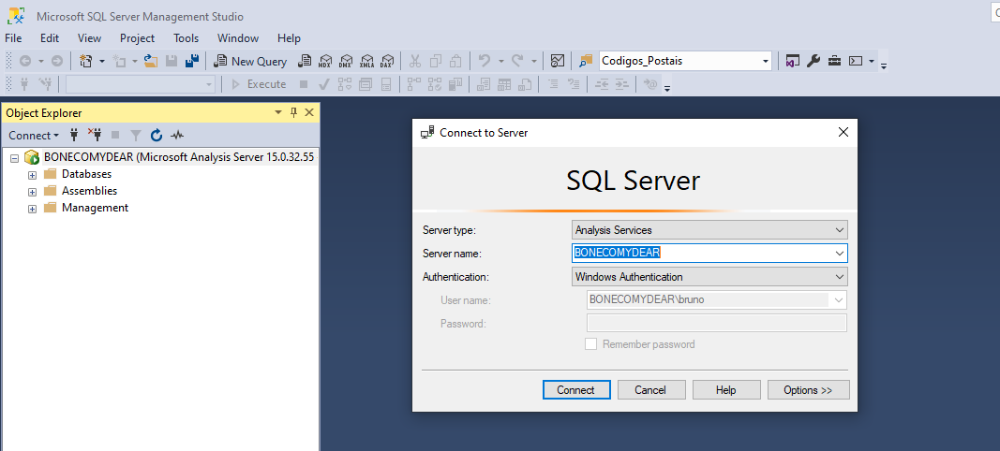 Microsoft SQL Server Management Studio
File Edit View Project Tools Window Help
New Query MDX DMX XMLA DAX Codigos_Postais
Execute
Object Explorer
Connect
BONECOMYDEAR (Microsoft Analysis Server 15.0.32.55
Databases
Assemblies
Management
Connect to Server
SQL Server
Server type: Analysis Services
Server name: BONECOMYDEAR
Authentication: Windows Authentication
User name: BONECOMYDEAR\bruno
Password:
Remember password
Connect Cancel Help Options >>